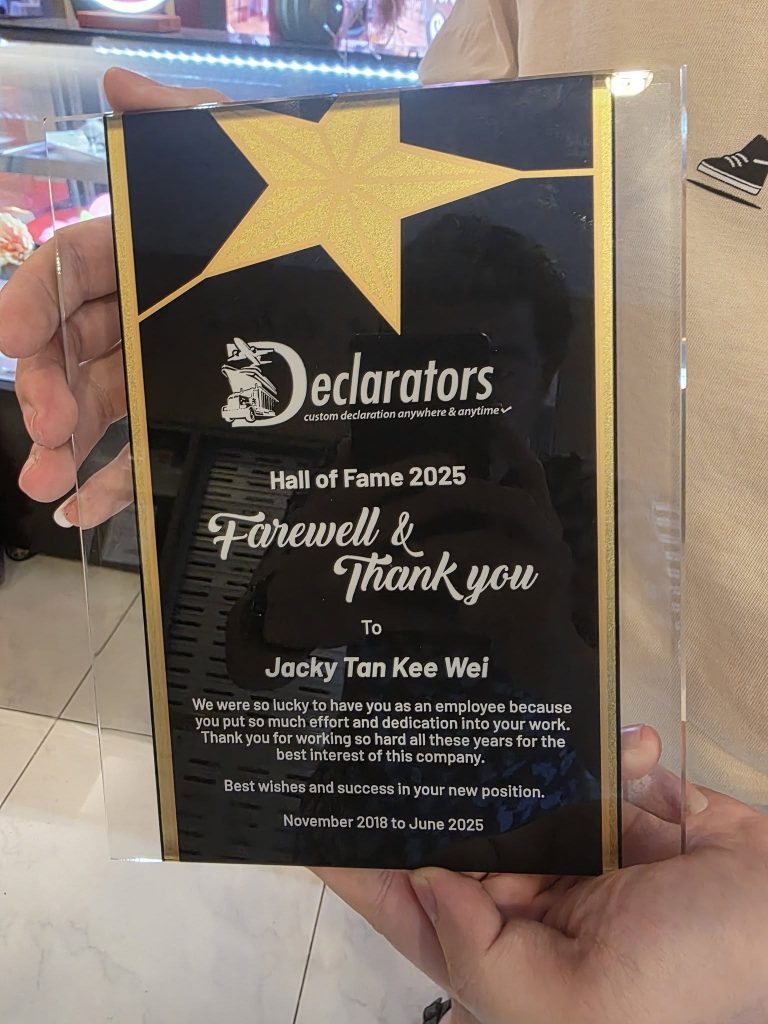 Declarators
custom declaration anywhere & anytime
Hall of Fame 2025
Farewell &
Thank you
To
Jacky Tan Kee Wei
We were so lucky to have you as an employee because
you put so much effort and dedication into your work.
Thank you for working so hard all these years for the
best interest of this company.
Best wishes and success in your new position.
November 2018 to June 2025